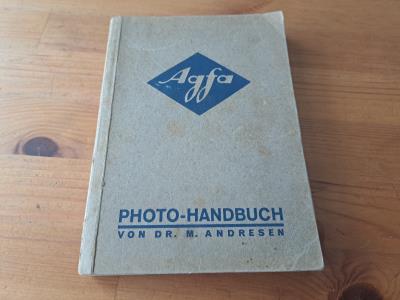 Agfa
PHOTO-HANDBUCH
VON DR. M. ANDRESEN